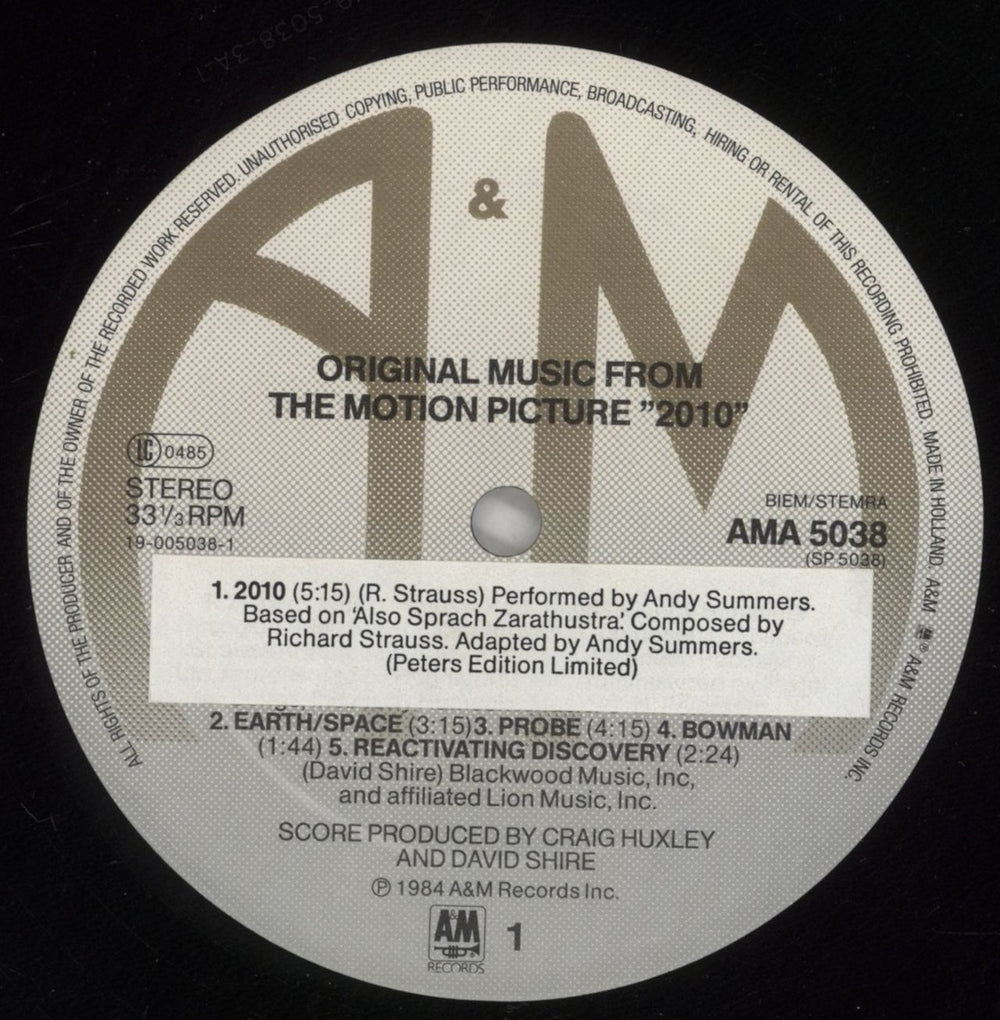 ALL RIGHTS OF THE PRODUCER AND OF THE OWNER OF THE RECORDED WORK RESERVED. UNAUTHORISED COPYING, PUBLIC PERFORMANCE, BROADCASTING, HIRING OR RENTAL OF THIS RECORDING PROHIBITED. MADE IN HOLLAND. A&M ® A&M RECORDS INC.
A & M
ORIGINAL MUSIC FROM
THE MOTION PICTURE "2010"
LC 0485
STEREO
33 1/3 RPM
19-005038-1
BIEM/STEMRA
AMA 5038
(SP 5038)
1. 2010 (5:15) (R. Strauss) Performed by Andy Summers.
Based on 'Also Sprach Zarathustra'. Composed by
Richard Strauss. Adapted by Andy Summers.
(Peters Edition Limited)
2. EARTH/SPACE (3:15) 3. PROBE (4:15) 4. BOWMAN
(1:44) 5. REACTIVATING DISCOVERY (2:24)
(David Shire) Blackwood Music, Inc,
and affiliated Lion Music, Inc.
SCORE PRODUCED BY CRAIG HUXLEY
AND DAVID SHIRE
℗ 1984 A&M Records Inc.
A&M
RECORDS
1